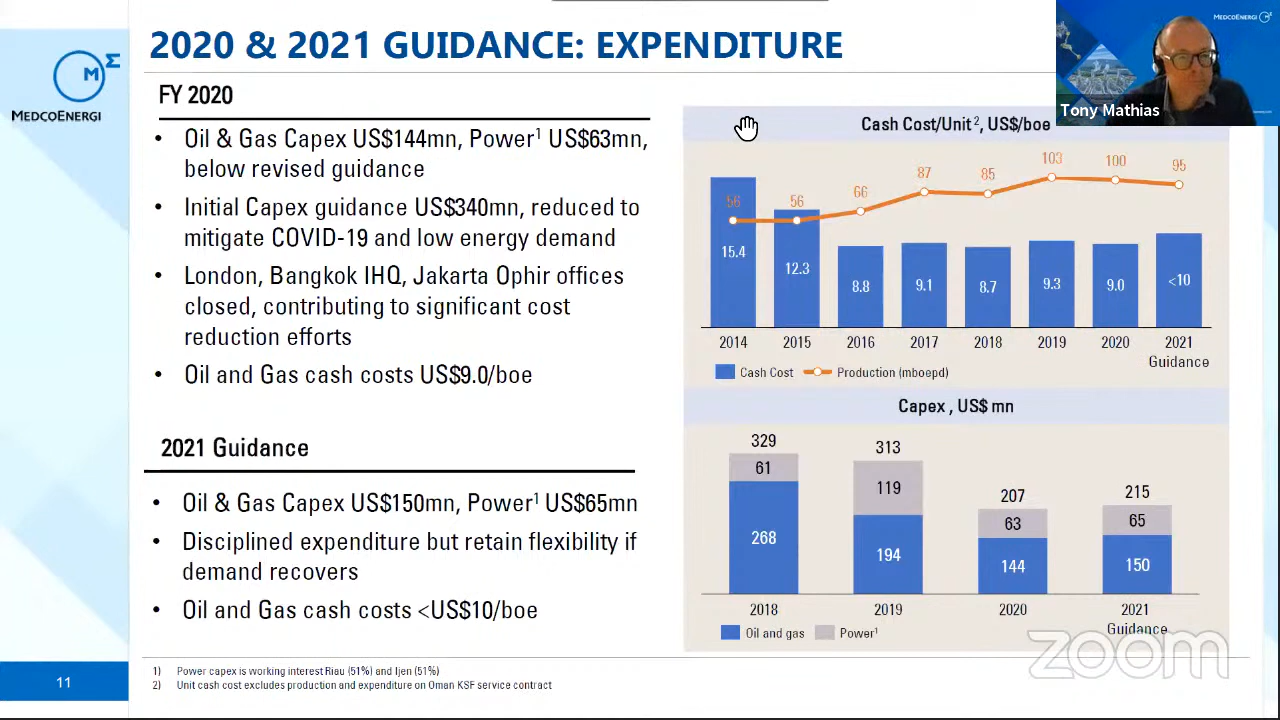 2020 & 2021 GUIDANCE: EXPENDITURE
MEDCOENERGI
MEDCOENERGI
Tony Mathias
FY 2020
• Oil & Gas Capex US$144mn, Power1 US$63mn,
below revised guidance
• Initial Capex guidance US$340mn, reduced to
mitigate COVID-19 and low energy demand
• London, Bangkok IHQ, Jakarta Ophir offices
closed, contributing to significant cost
reduction efforts
• Oil and Gas cash costs US$9.0/boe
2021 Guidance
• Oil & Gas Capex US$150mn, Power1 US$65mn
• Disciplined expenditure but retain flexibility if
demand recovers
• Oil and Gas cash costs <US$10/boe
Cash Cost/Unit2, US$/boe
56 56 66 87 85 103 100 95
15.4 12.3 8.8 9.1 8.7 9.3 9.0 <10
2014 2015 2016 2017 2018 2019 2020 2021
Guidance
Cash Cost Production (mboepd)
Capex , US$ mn
329 313 207 215
61 119 63 65
268 194 144 150
2018 2019 2020 2021
Guidance
Oil and gas Power1
zoom
1) Power capex is working interest Riau (51%) and Ijen (51%)
2) Unit cash cost excludes production and expenditure on Oman KSF service contract
11